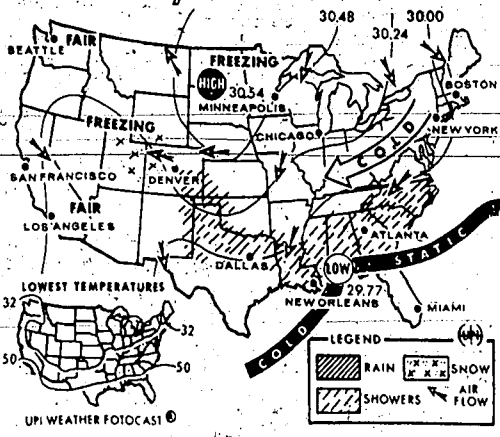 30.48
30.24
30.00
SEATTLE
FAIR
FREEZING
HIGH
30.54
MINNEAPOLIS
BOSTON
NEW YORK
CHICAGO
COLD
FREEZING
SAN FRANCISCO
DENVER
FAIR
LOS ANGELES
ATLANTA
STATIC
DALLAS
LOW
29.77
NEW ORLEANS
MIAMI
COLD
LOWEST TEMPERATURES
32
32
50
50
UPI WEATHER FOTOCAST ®
LEGEND
UPI
RAIN
SNOW
SHOWERS
AIR
FLOW